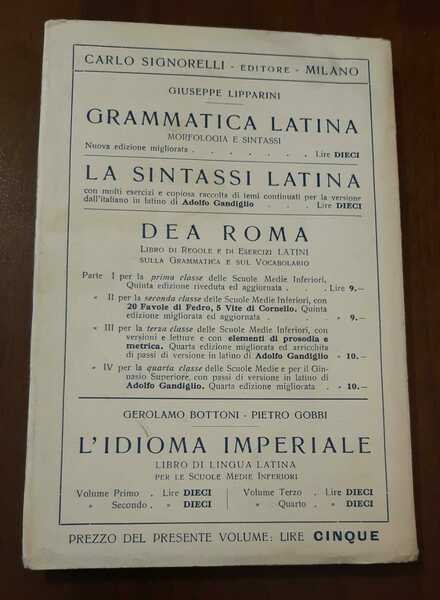 CARLO SIGNORELLI - EDITORE - MILANO
GIUSEPPE LIPPARINI
GRAMMATICA LATINA
MORFOLOGIA E SINTASSI
Nuova edizione migliorata . . . . . . . Lire DIECI
LA SINTASSI LATINA
con molti esercizi e copiosa raccolta di temi continuati per la versione
dall'italiano in latino di Adolfo Gandiglio . . . Lire DIECI
DEA ROMA
LIBRO DI REGOLE E DI ESERCIZI LATINI
SULLA GRAMMATICA E SUL VOCABOLARIO
Parte I per la prima classe delle Scuole Medie Inferiori,
Quinta edizione riveduta ed aggiornata . . . Lire 9.—
» II per la seconda classe delle Scuole Medie Inferiori, con
20 Favole di Fedro, 5 Vite di Cornelio. Quinta
edizione migliorata ed aggiornata . . . » 9.—
» III per la terza classe delle Scuole Medie Inferiori, con
versioni e letture e con elementi di prosodia e
metrica. Quarta edizione migliorata ed arricchita
di passi di versione in latino di Adolfo Gandiglio » 10.—
» IV per la quarta classe delle Scuole Medie e per il Gin-
nasio Superiore, con passi di versione in latino di
Adolfo Gandiglio. Quarta edizione migliorata . » 10.—
GEROLAMO BOTTONI - PIETRO GOBBI
L'IDIOMA IMPERIALE
LIBRO DI LINGUA LATINA
PER LE SCUOLE MEDIE INFERIORI
Volume Primo . Lire DIECI Volume Terzo . Lire DIECI
» Secondo . » DIECI » Quarto . » DIECI
PREZZO DEL PRESENTE VOLUME: LIRE CINQUE